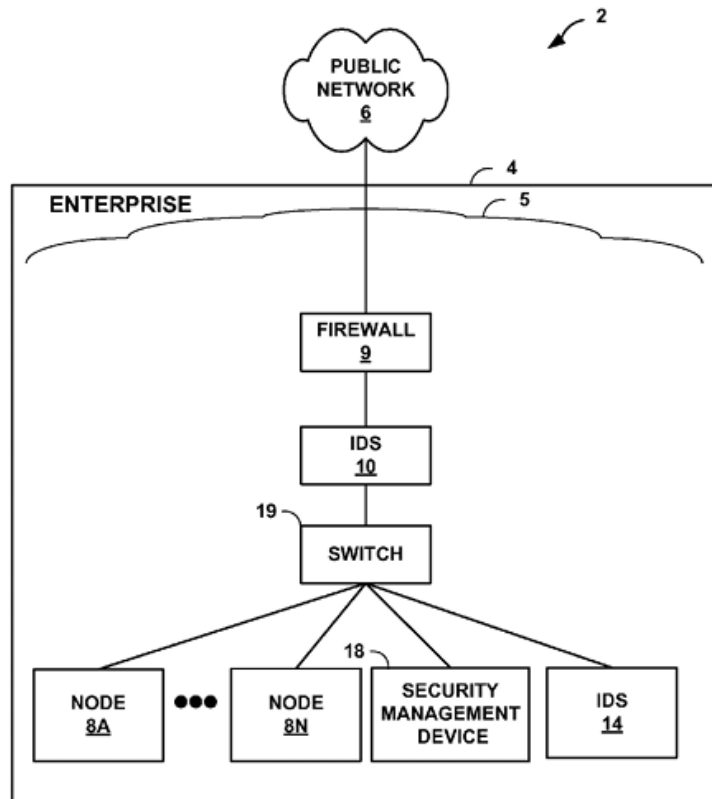 2
PUBLIC
NETWORK
6
4
ENTERPRISE
5
FIREWALL
9
IDS
10
19
SWITCH
18
NODE
8A
NODE
8N
SECURITY
MANAGEMENT
DEVICE
IDS
14